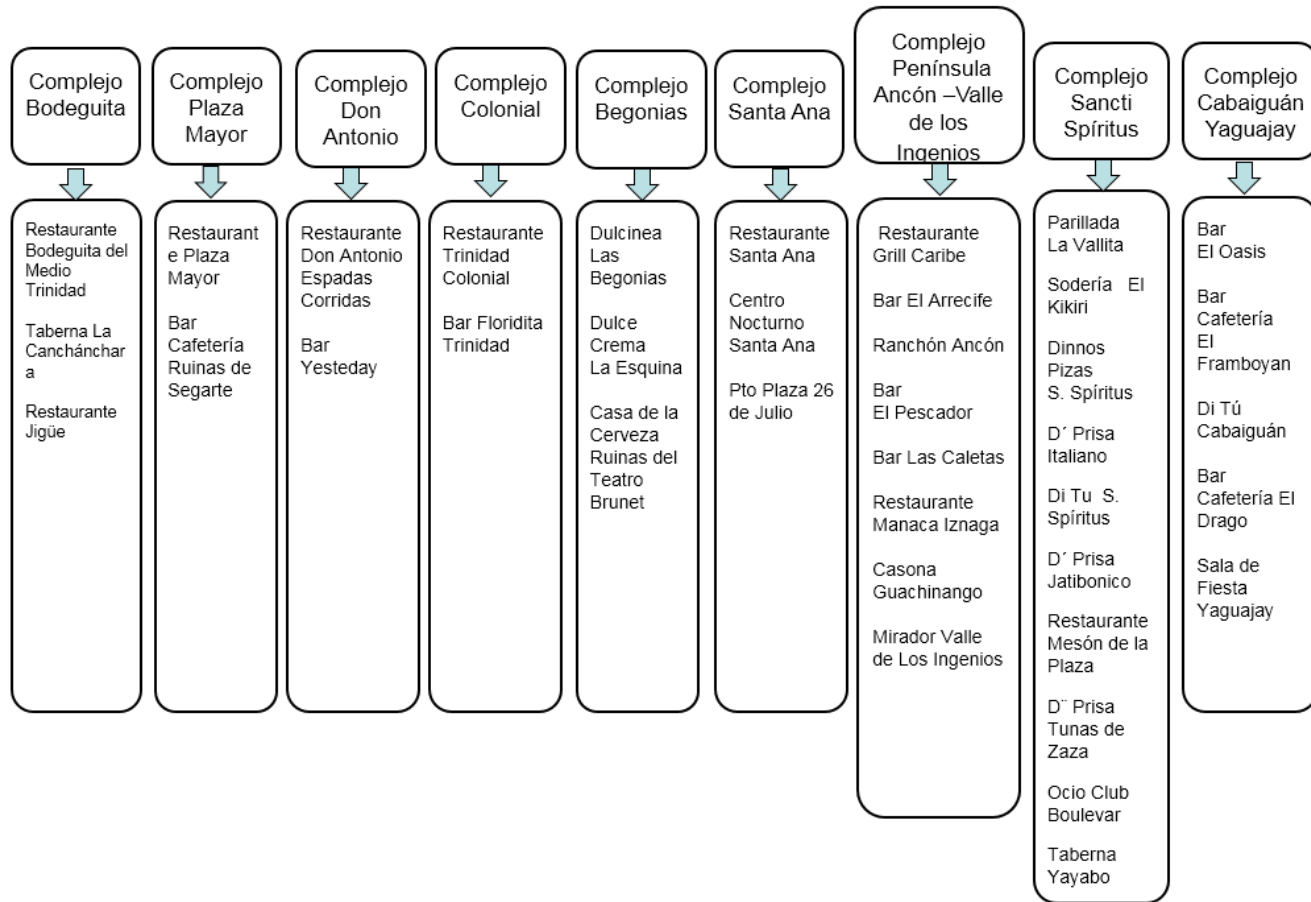 Complejo
Bodeguita
Complejo
Plaza
Mayor
Complejo
Don
Antonio
Complejo
Colonial
Complejo
Begonias
Complejo
Santa Ana
Complejo
Península
Ancón –Valle
de los
Ingenios
Complejo
Sancti
Spíritus
Complejo
Cabaiguán
Yaguajay
Restaurante
Bodeguita del
Medio
Trinidad
Taberna La
Canchánchar
a
Restaurante
Jigüe
Restaurant
e Plaza
Mayor
Bar
Cafetería
Ruinas de
Segarte
Restaurante
Don Antonio
Espadas
Corridas
Bar
Yesteday
Restaurante
Trinidad
Colonial
Bar Floridita
Trinidad
Dulcinea
Las
Begonias
Dulce
Crema
La Esquina
Casa de la
Cerveza
Ruinas del
Teatro
Brunet
Restaurante
Santa Ana
Centro
Nocturno
Santa Ana
Pto Plaza 26
de Julio
Restaurante
Grill Caribe
Bar El Arrecife
Ranchón Ancón
Bar
El Pescador
Bar Las Caletas
Restaurante
Manaca Iznaga
Casona
Guachinango
Mirador Valle
de Los Ingenios
Parillada
La Vallita
Sodería El
Kikiri
Dinnos
Pizas
S. Spíritus
D´ Prisa
Italiano
Di Tu S.
Spíritus
D´ Prisa
Jatibonico
Restaurante
Mesón de la
Plaza
D¨ Prisa
Tunas de
Zaza
Ocio Club
Boulevar
Taberna
Yayabo
Bar
El Oasis
Bar
Cafetería
El
Framboyan
Di Tú
Cabaiguán
Bar
Cafetería El
Drago
Sala de
Fiesta
Yaguajay